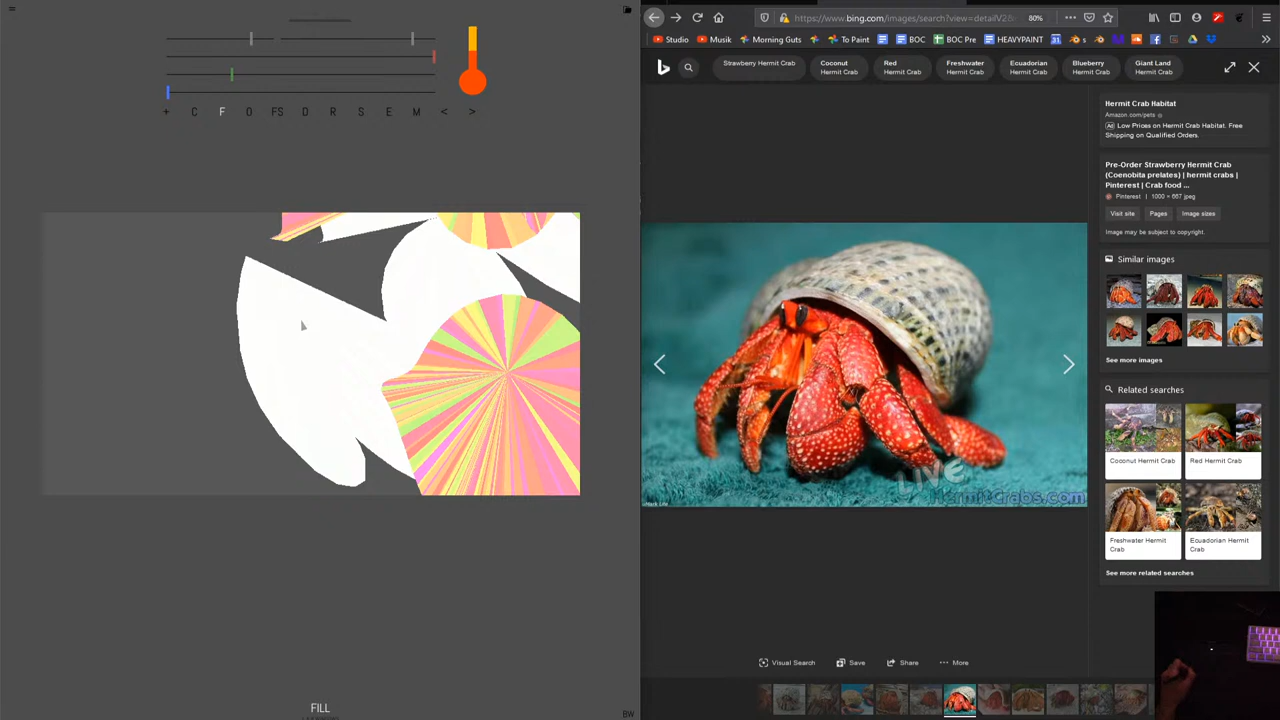 https://www.bing.com/images/search?view=detailV2&
80%
Studio
Musik
Morning Guts
To Paint
BOC
BOC Pre
HEAVYPAINT
s
s
+ C F O FS D R S E M < >
Strawberry Hermit Crab
Coconut
Hermit Crab
Red
Hermit Crab
Freshwater
Hermit Crab
Ecuadorian
Hermit Crab
Blueberry
Hermit Crab
Giant Land
Hermit Crab
Hermit Crab Habitat
Amazon.com/pets
Ad Low Prices on Hermit Crab Habitat. Free
Shipping on Qualified Orders.
Pre-Order Strawberry Hermit Crab
(Coenobita prelates) | hermit crabs |
Pinterest | Crab food ...
Pinterest | 1000 × 667 jpeg
Visit site
Pages
Image sizes
Image may be subject to copyright.
Similar images
See more images
Related searches
Coconut Hermit Crab
Red Hermit Crab
Freshwater Hermit
Crab
Ecuadorian Hermit
Crab
See more related searches
LIVE
HermitCrabs.com
Visual Search
Save
Share
More
FILL
BW